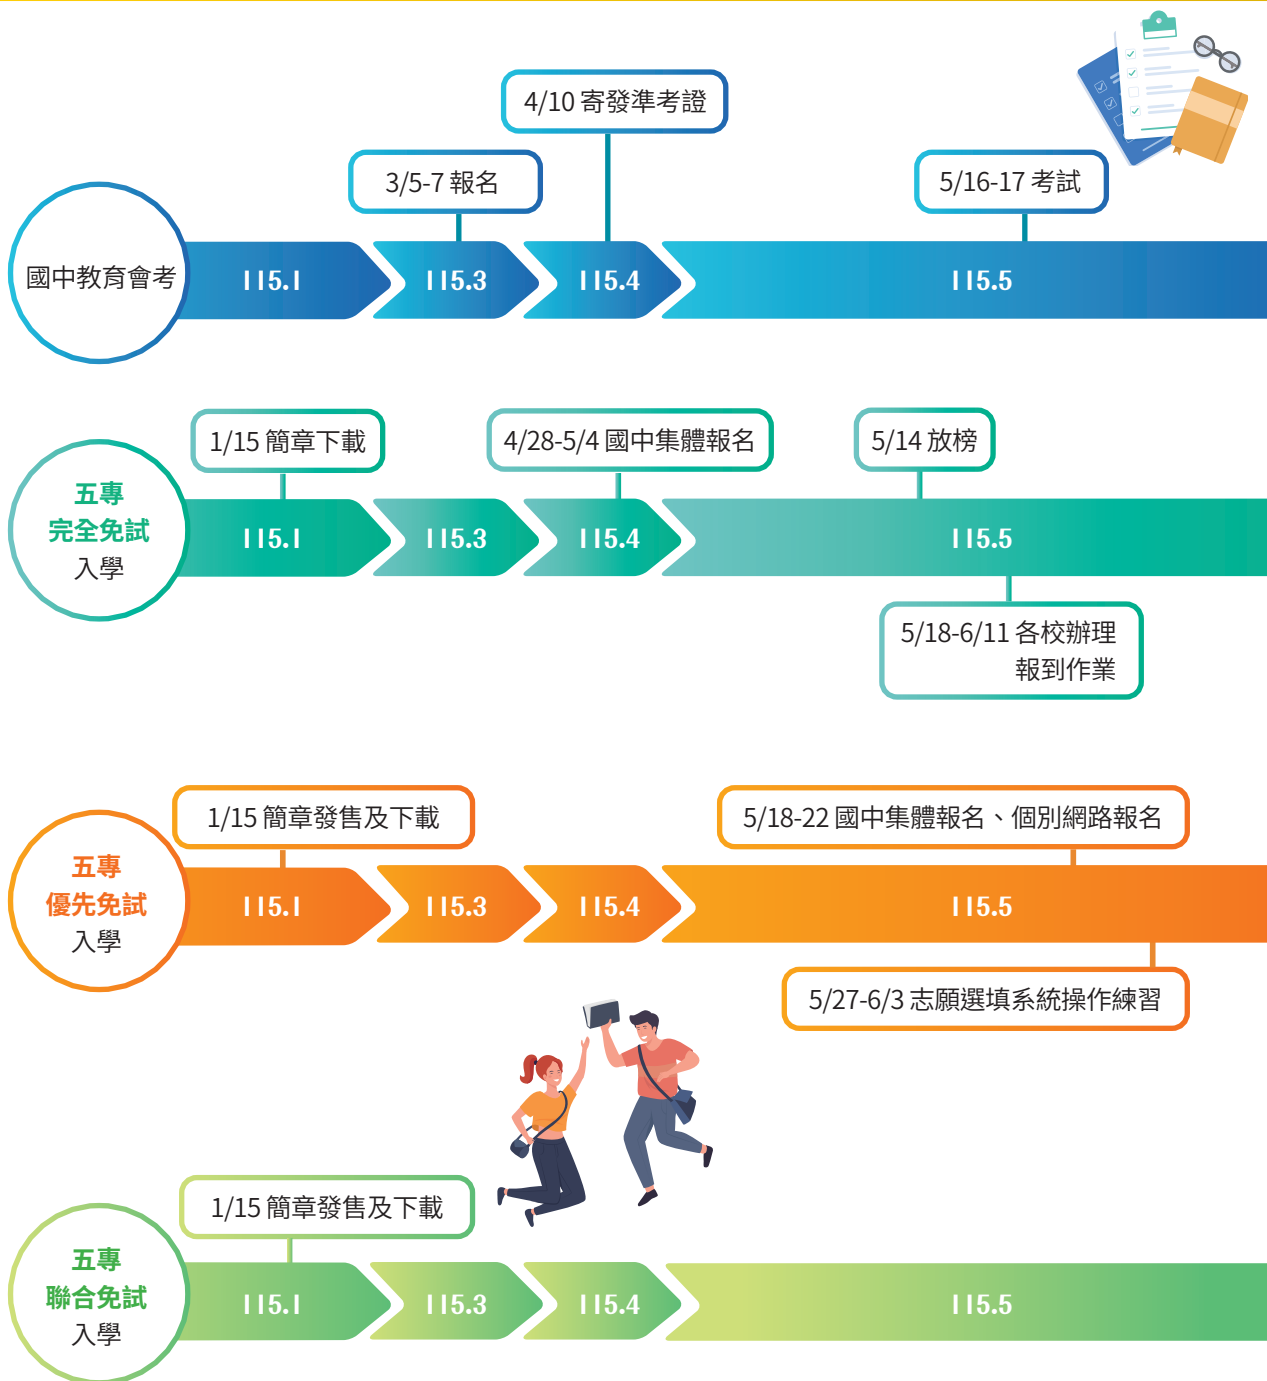 4/10 寄發準考證
3/5-7 報名
5/16-17 考試
國中教育會考
115.1
115.3
115.4
115.5
1/15 簡章下載
4/28-5/4 國中集體報名
5/14 放榜
五專
完全免試
入學
115.1
115.3
115.4
115.5
5/18-6/11 各校辦理
報到作業
1/15 簡章發售及下載
5/18-22 國中集體報名、個別網路報名
五專
優先免試
入學
115.1
115.3
115.4
115.5
5/27-6/3 志願選填系統操作練習
1/15 簡章發售及下載
五專
聯合免試
入學
115.1
115.3
115.4
115.5